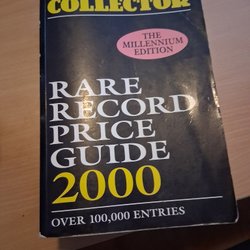 COLLECTOR
THE
MILLENNIUM
EDITION
RARE
RECORD
PRICE
GUIDE
2000
OVER 100,000 ENTRIES